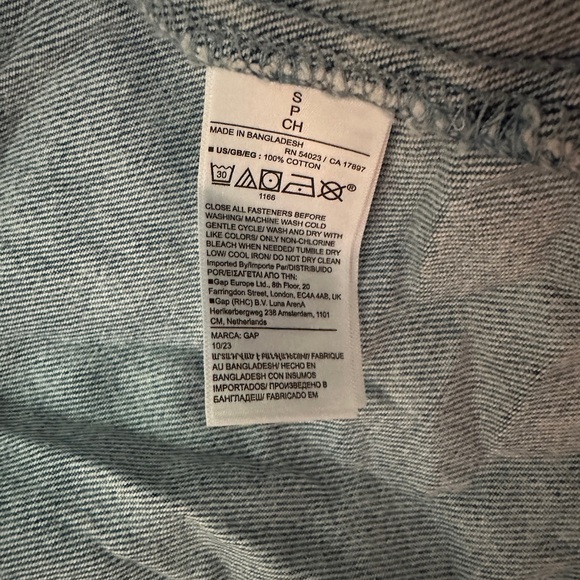 S
P
CH
MADE IN BANGLADESH
RN 54023 / CA 17897
■ US/GB/EG : 100% COTTON
30 ®
1166
CLOSE ALL FASTENERS BEFORE
WASHING/ MACHINE WASH COLD
GENTLE CYCLE/ WASH AND DRY WITH
LIKE COLORS/ ONLY NON-CHLORINE
BLEACH WHEN NEEDED/ TUMBLE DRY
LOW/ COOL IRON/ DO NOT DRY CLEAN
Imported By/Importe Par/DISTRIBUIDO
POR/ΕΙΣΑΓΕΤΑΙ ΑΠΟ ΤΗΝ:
■Gap Europe Ltd., 8th Floor, 20
Farringdon Street, London, EC4A 4AB, UK
■Gap (RHC) B.V. Luna ArenA
Herikerbergweg 238 Amsterdam, 1101
CM, Netherlands
MARCA: GAP
10/23
FABRIQUE
AU BANGLADESH/ HECHO EN
BANGLADESH CON INSUMOS
IMPORTADOS/ ПРОИЗВЕДЕНО В
БАНГЛАДЕШ/ FABRICADO EM